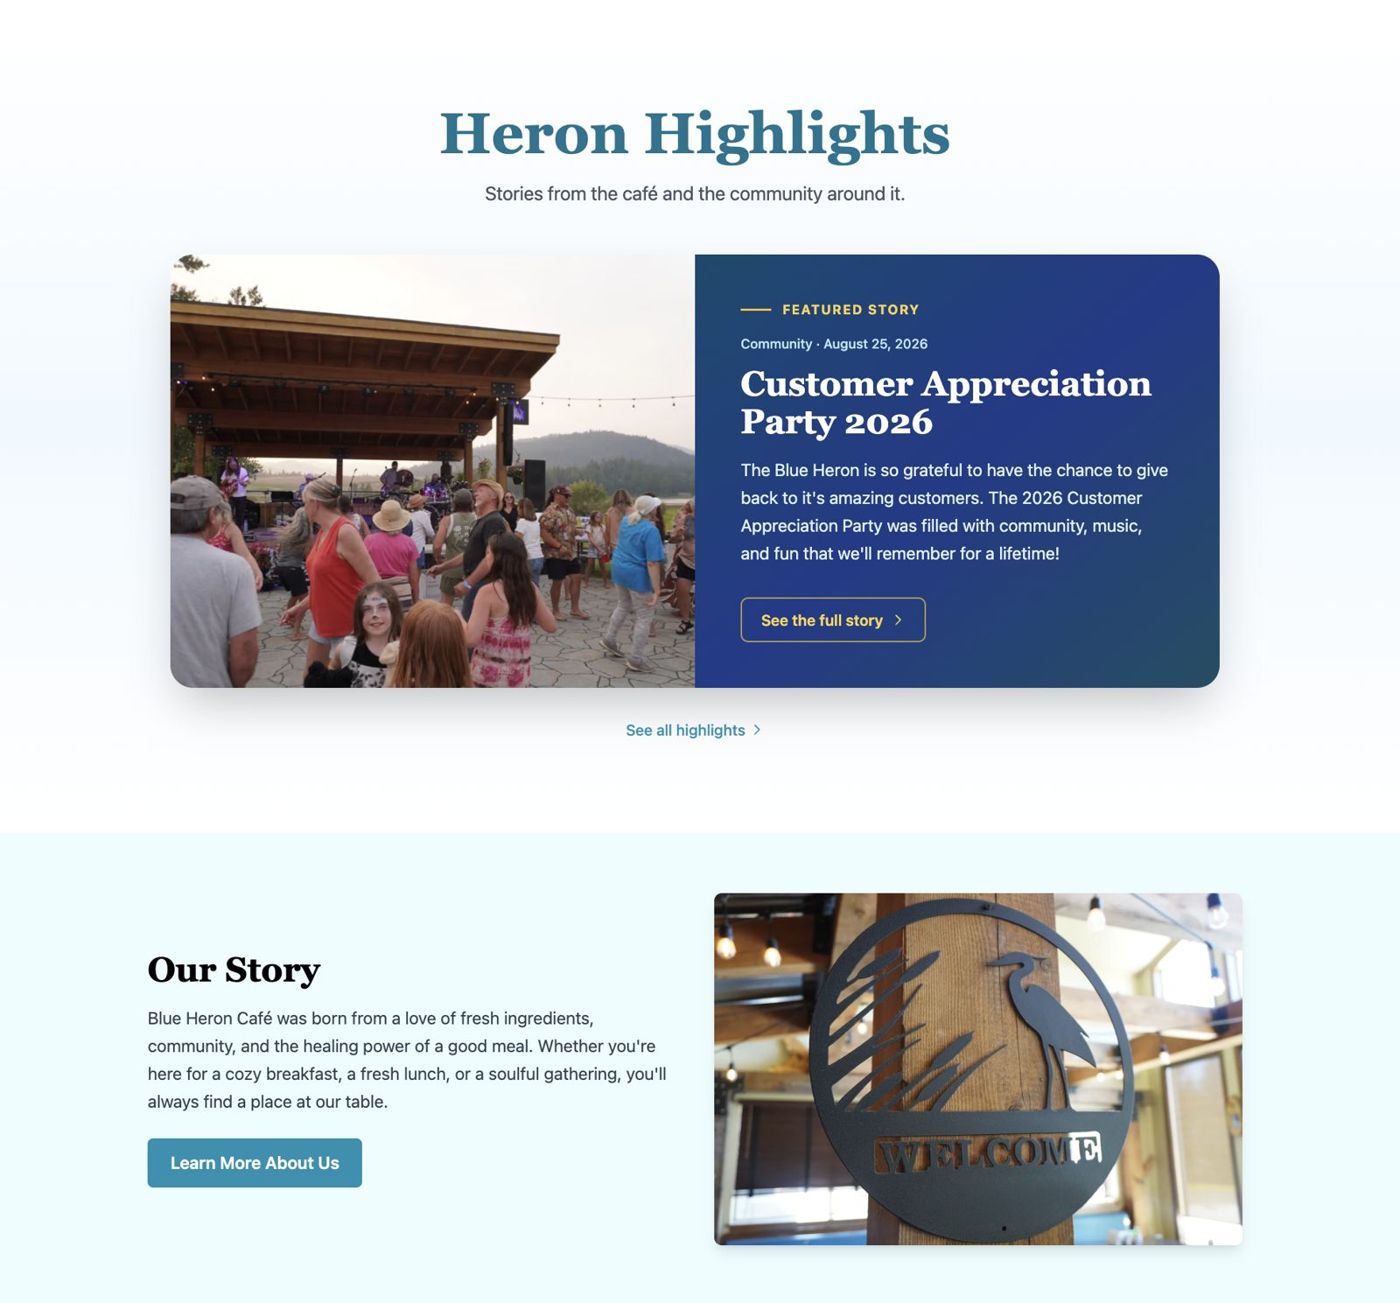 Heron Highlights
Stories from the café and the community around it.
FEATURED STORY
Community · August 25, 2026
Customer Appreciation
Party 2026
The Blue Heron is so grateful to have the chance to give
back to it's amazing customers. The 2026 Customer
Appreciation Party was filled with community, music,
and fun that we'll remember for a lifetime!
See the full story
See all highlights
Our Story
Blue Heron Café was born from a love of fresh ingredients,
community, and the healing power of a good meal. Whether you're
here for a cozy breakfast, a fresh lunch, or a soulful gathering, you'll
always find a place at our table.
Learn More About Us
WELCOME